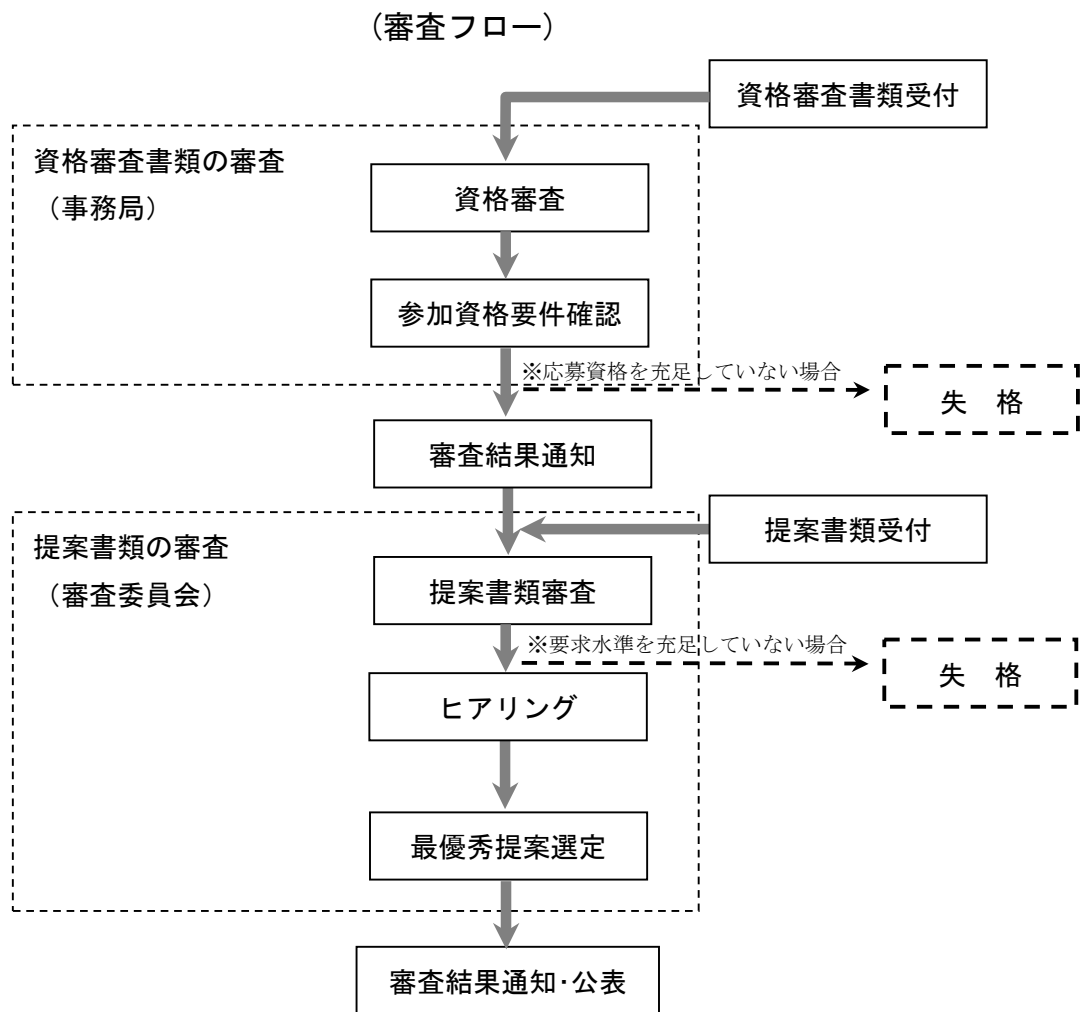 （審査フロー）
資格審査書類受付
資格審査書類の審査
（事務局）
資格審査
参加資格要件確認
※応募資格を充足していない場合
失　格
審査結果通知
提案書類受付
提案書類の審査
（審査委員会）
提案書類審査
※要求水準を充足していない場合
失　格
ヒアリング
最優秀提案選定
審査結果通知･公表